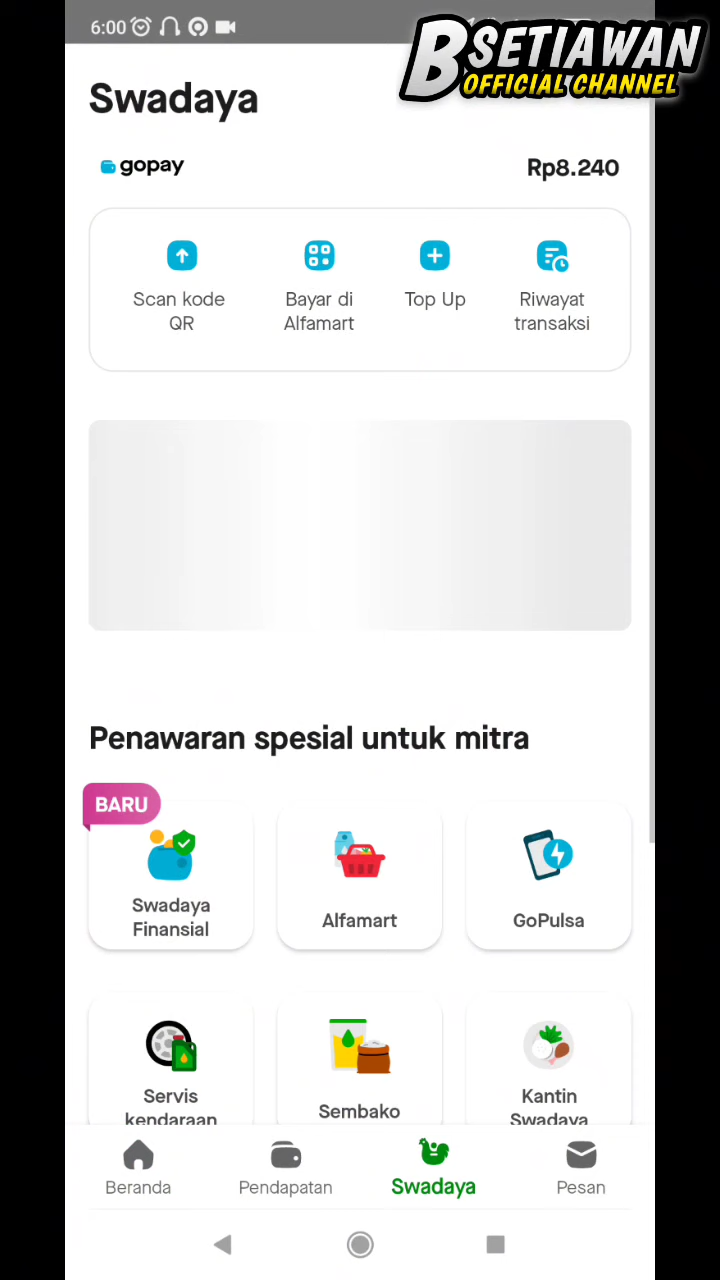 6:00
BSETIAWAN
OFFICIAL CHANNEL
Swadaya
gopay
Rp8.240
Scan kode
QR
Bayar di
Alfamart
Top Up
Riwayat
transaksi
Penawaran spesial untuk mitra
BARU
Swadaya
Finansial
Alfamart
GoPulsa
Servis
kendaraan
Sembako
Kantin
Swadaya
Beranda
Pendapatan
Swadaya
Pesan